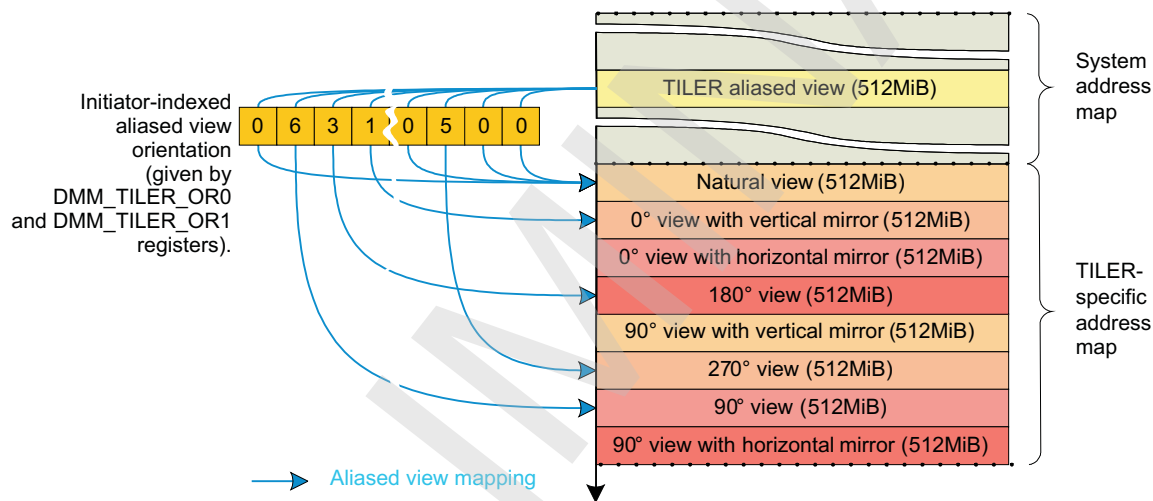 TILER aliased view (512MiB)
System
address
map
Initiator-indexed
aliased view
orientation
(given by
DMM_TILER_OR0
and DMM_TILER_OR1
registers).
0 6 3 1 0 5 0 0
Natural view (512MiB)
0° view with vertical mirror (512MiB)
0° view with horizontal mirror (512MiB)
180° view (512MiB)
90° view with vertical mirror (512MiB)
270° view (512MiB)
90° view (512MiB)
90° view with horizontal mirror (512MiB)
TILER-
specific
address
map
Aliased view mapping